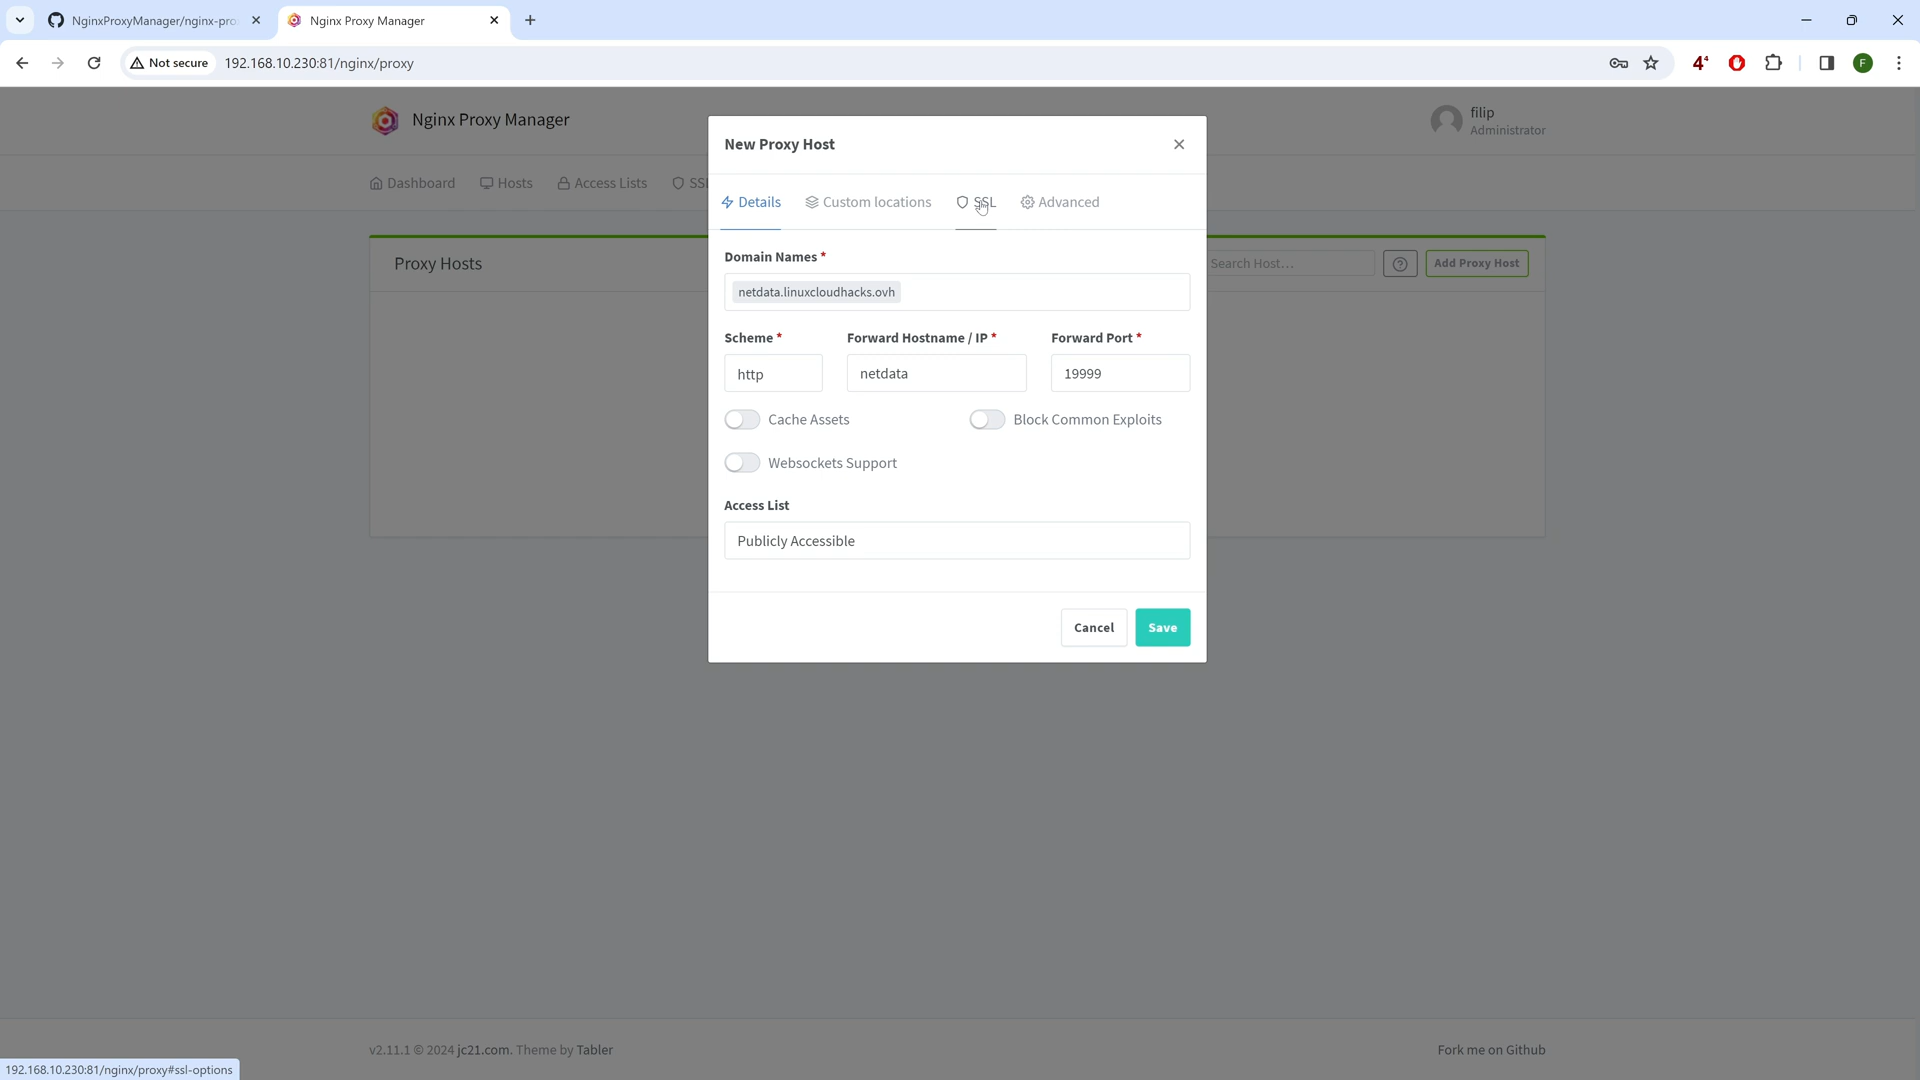 NginxProxyManager/nginx-pro
Nginx Proxy Manager
Not secure
192.168.10.230:81/nginx/proxy
4⁴
F
Nginx Proxy Manager
filip
Administrator
Dashboard
Hosts
Access Lists
SSL
New Proxy Host
Details
Custom locations
SSL
Advanced
Proxy Hosts
Search Host...
Add Proxy Host
Domain Names *
netdata.linuxcloudhacks.ovh
Scheme * Forward Hostname / IP * Forward Port *
http netdata 19999
Cache Assets Block Common Exploits
Websockets Support
Access List
Publicly Accessible
Cancel Save
v2.11.1 © 2024 jc21.com. Theme by Tabler
Fork me on Github
192.168.10.230:81/nginx/proxy#ssl-options